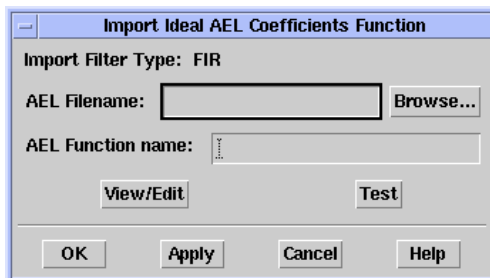 Import Ideal AEL Coefficients Function
Import Filter Type: FIR
AEL Filename: Browse...
AEL Function name:
View/Edit Test
OK Apply Cancel Help